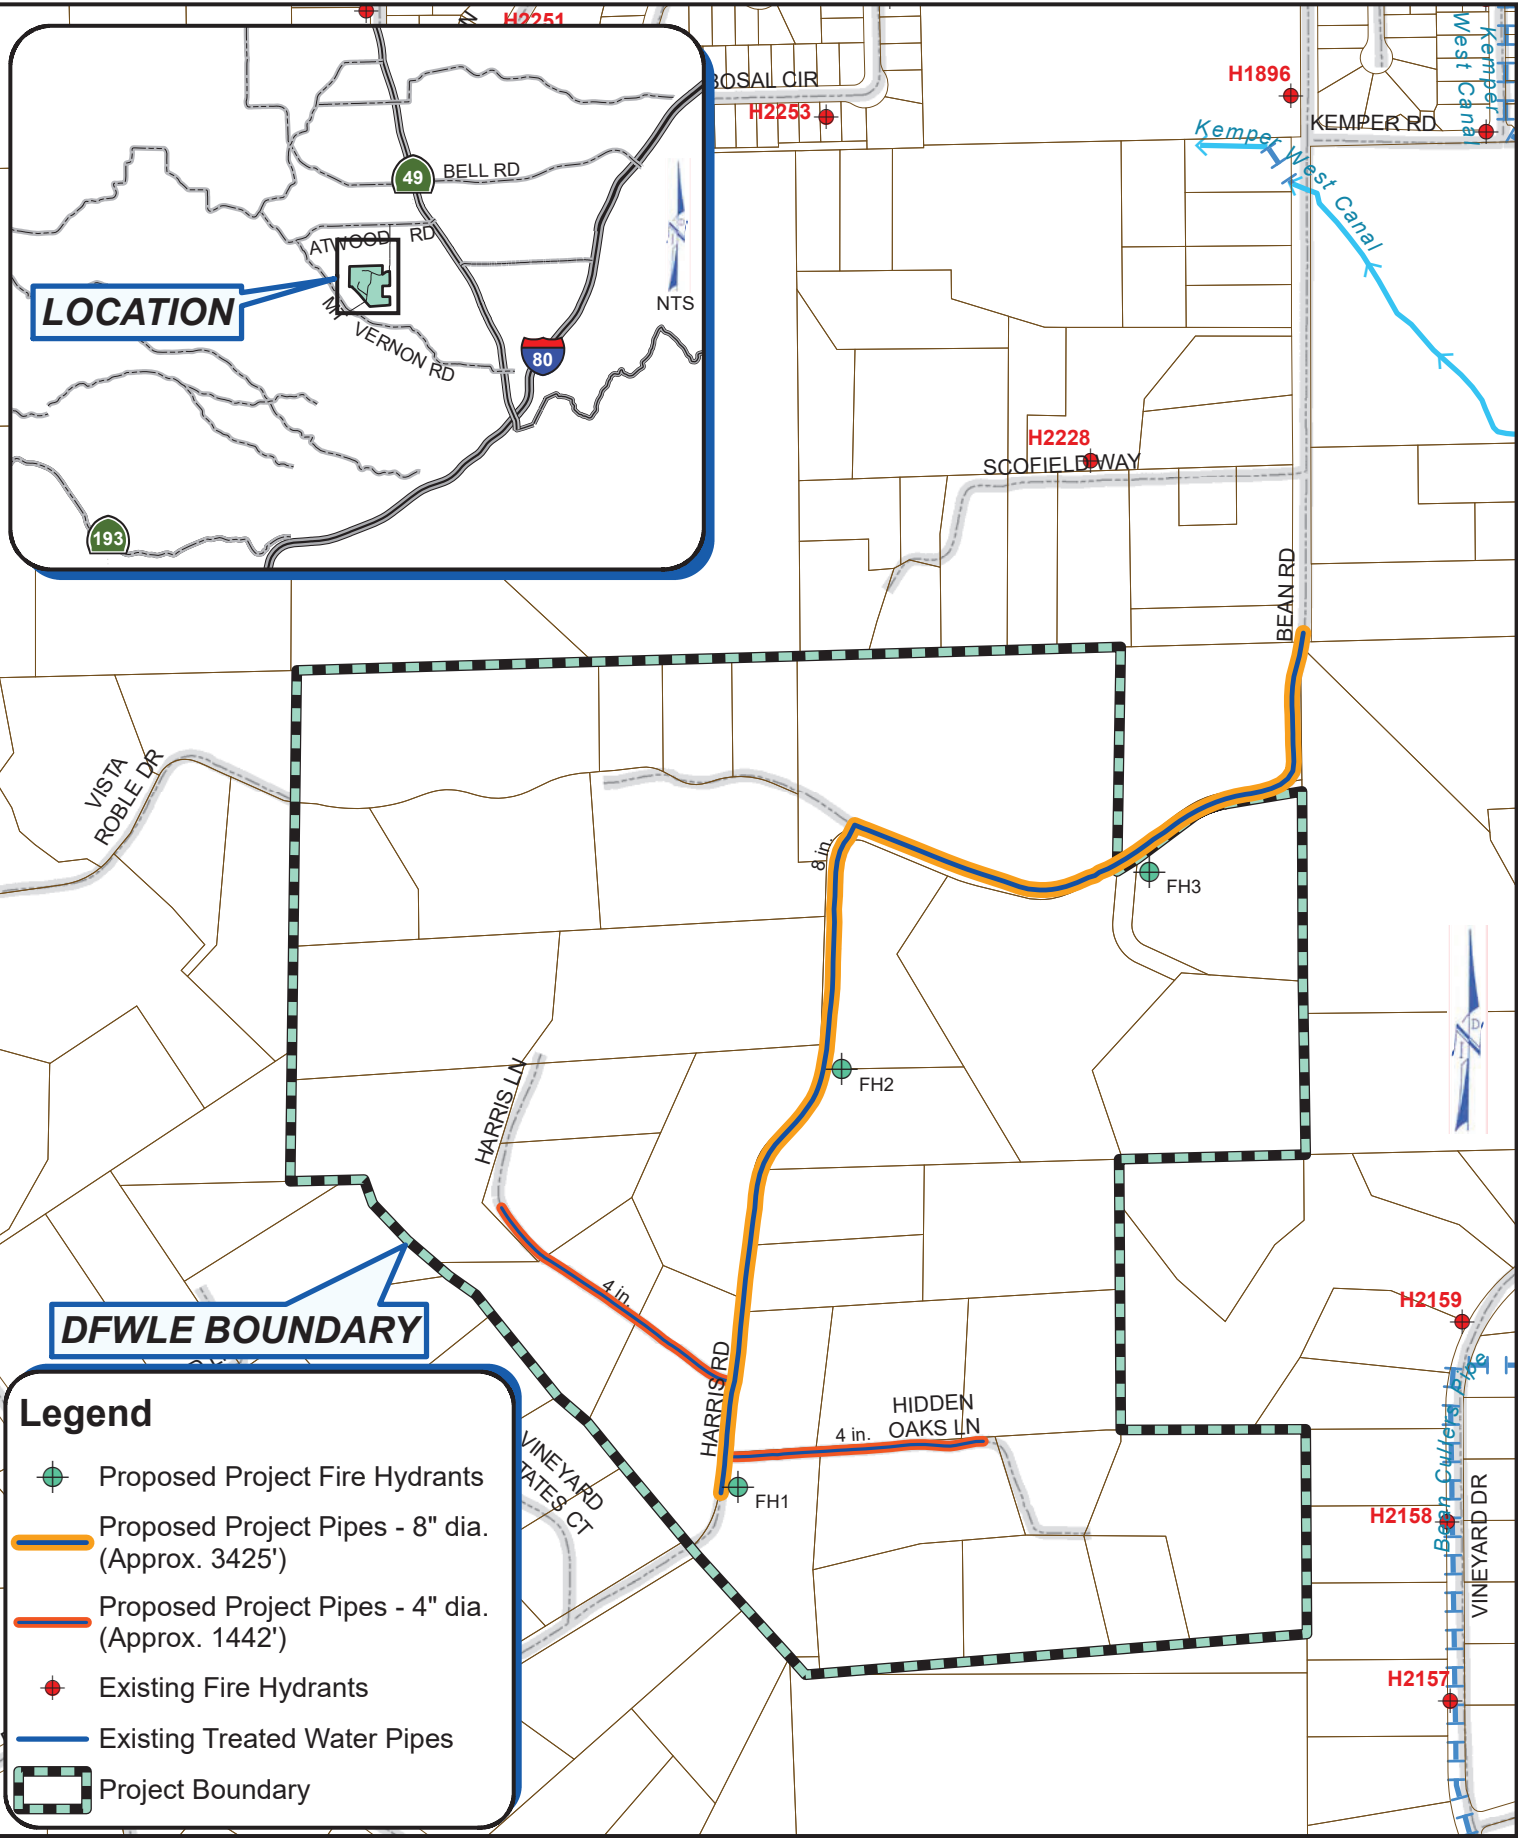 H2251
BOSAL CIR
H2253
H1896
KEMPER RD
Kemper
West Canal
Kemper West Canal
49
BELL RD
ATWOOD RD
NTS
LOCATION
MT VERNON RD
80
193
H2228
SCOFIELD WAY
BEAN RD
VISTA
ROBLE DR
8 in.
FH3
FH2
HARRIS LN
4 in.
DFWLE BOUNDARY
HARRIS RD
HIDDEN
OAKS LN
4 in.
FH1
VINEYARD
TATES CT
H2159
Bean Cullers Pipe
H2158
VINEYARD DR
H2157
Legend
Proposed Project Fire Hydrants
Proposed Project Pipes - 8" dia.
(Approx. 3425')
Proposed Project Pipes - 4" dia.
(Approx. 1442')
Existing Fire Hydrants
Existing Treated Water Pipes
Project Boundary